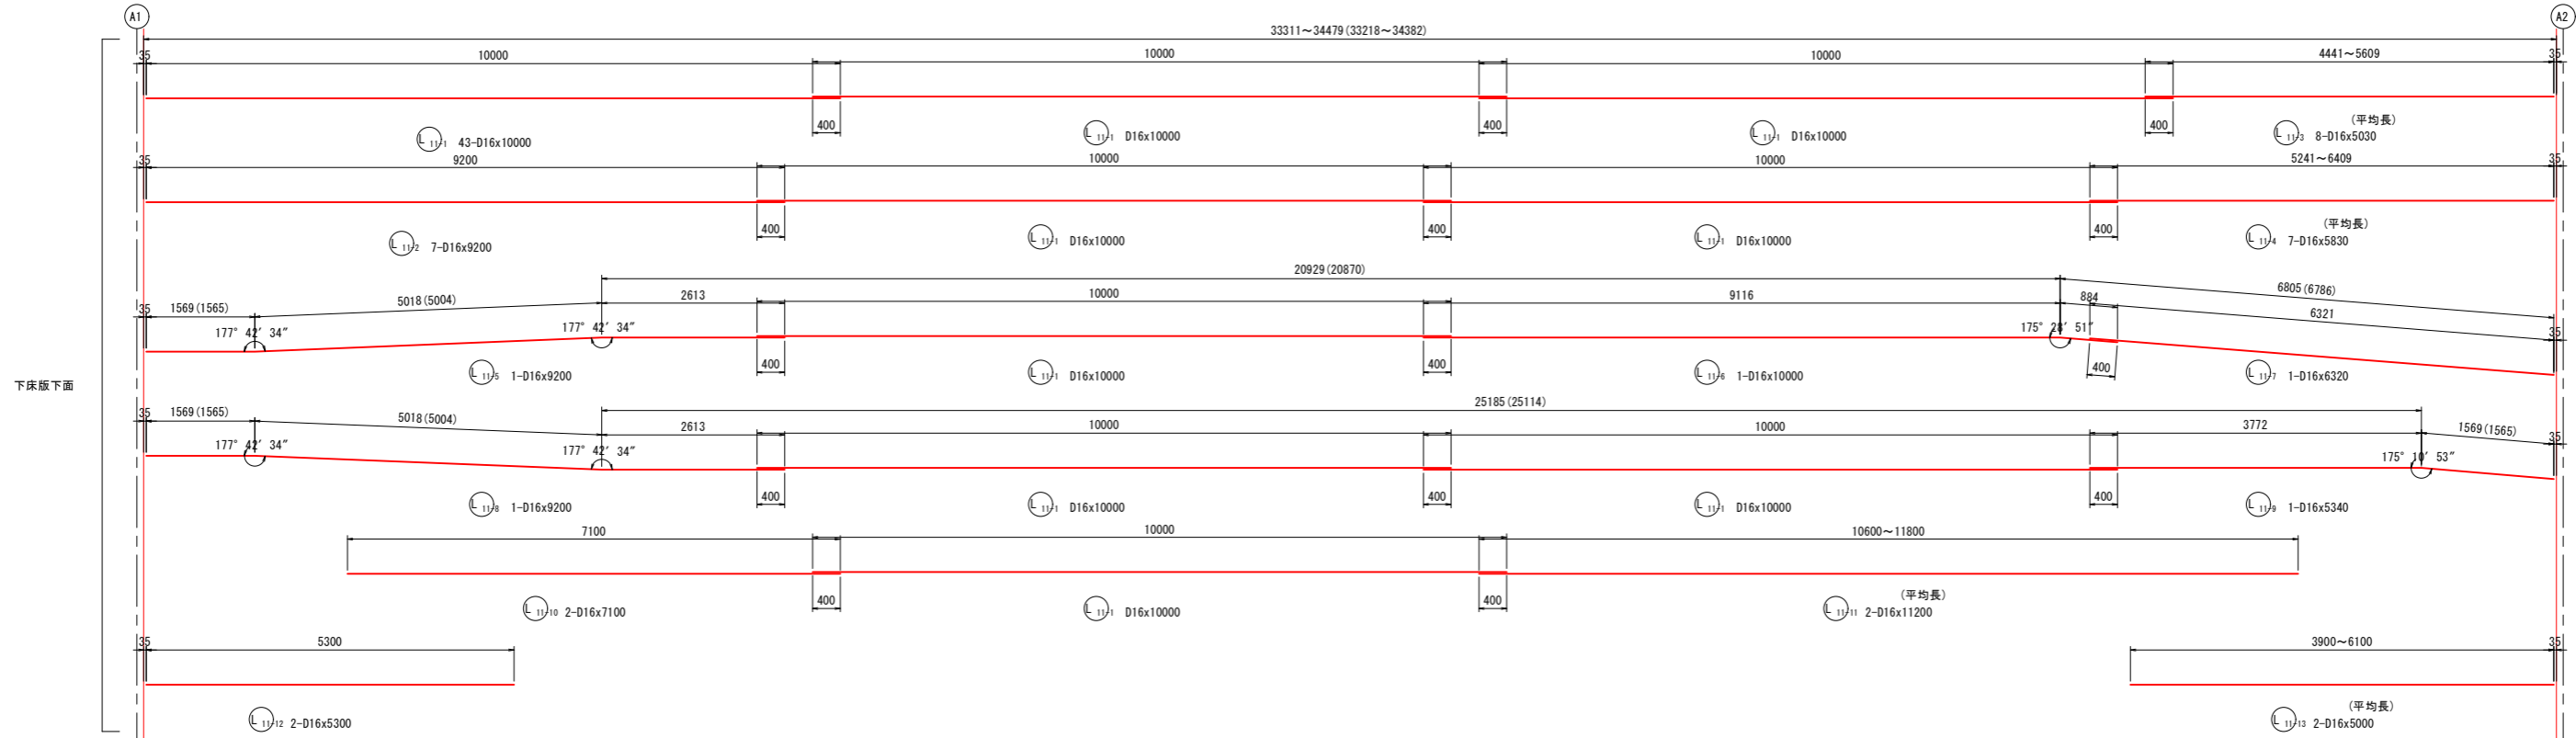 A1
A2
33311～34479(33218～34382)
35 10000 10000 10000 4441～5609 35
400 400 400
L11-1 43-D16x10000
L11-1 D16x10000
L11-1 D16x10000
(平均長)
L11-3 8-D16x5030
35 9200 10000 10000 5241～6409 35
400 400 400
L11-2 7-D16x9200
L11-1 D16x10000
L11-1 D16x10000
(平均長)
L11-4 7-D16x5830
20929(20870)
6805(6786)
35 1569(1565) 5018(5004) 2613 10000 9116 884 6321 35
177° 42′ 34″
177° 42′ 34″
175° 28′ 51″
400 400 400
L11-5 1-D16x9200
L11-1 D16x10000
L11-6 1-D16x10000
L11-7 1-D16x6320
下床版下面
25185(25114)
35 1569(1565) 5018(5004) 2613 10000 10000 3772 1569(1565) 35
177° 42′ 34″
177° 42′ 34″
175° 10′ 53″
400 400 400
L11-8 1-D16x9200
L11-1 D16x10000
L11-1 D16x10000
L11-9 1-D16x5340
7100 10000 10600～11800
400 400
L11-10 2-D16x7100
L11-1 D16x10000
(平均長)
L11-11 2-D16x11200
35 5300 3900～6100 35
L11-12 2-D16x5300
(平均長)
L11-13 2-D16x5000